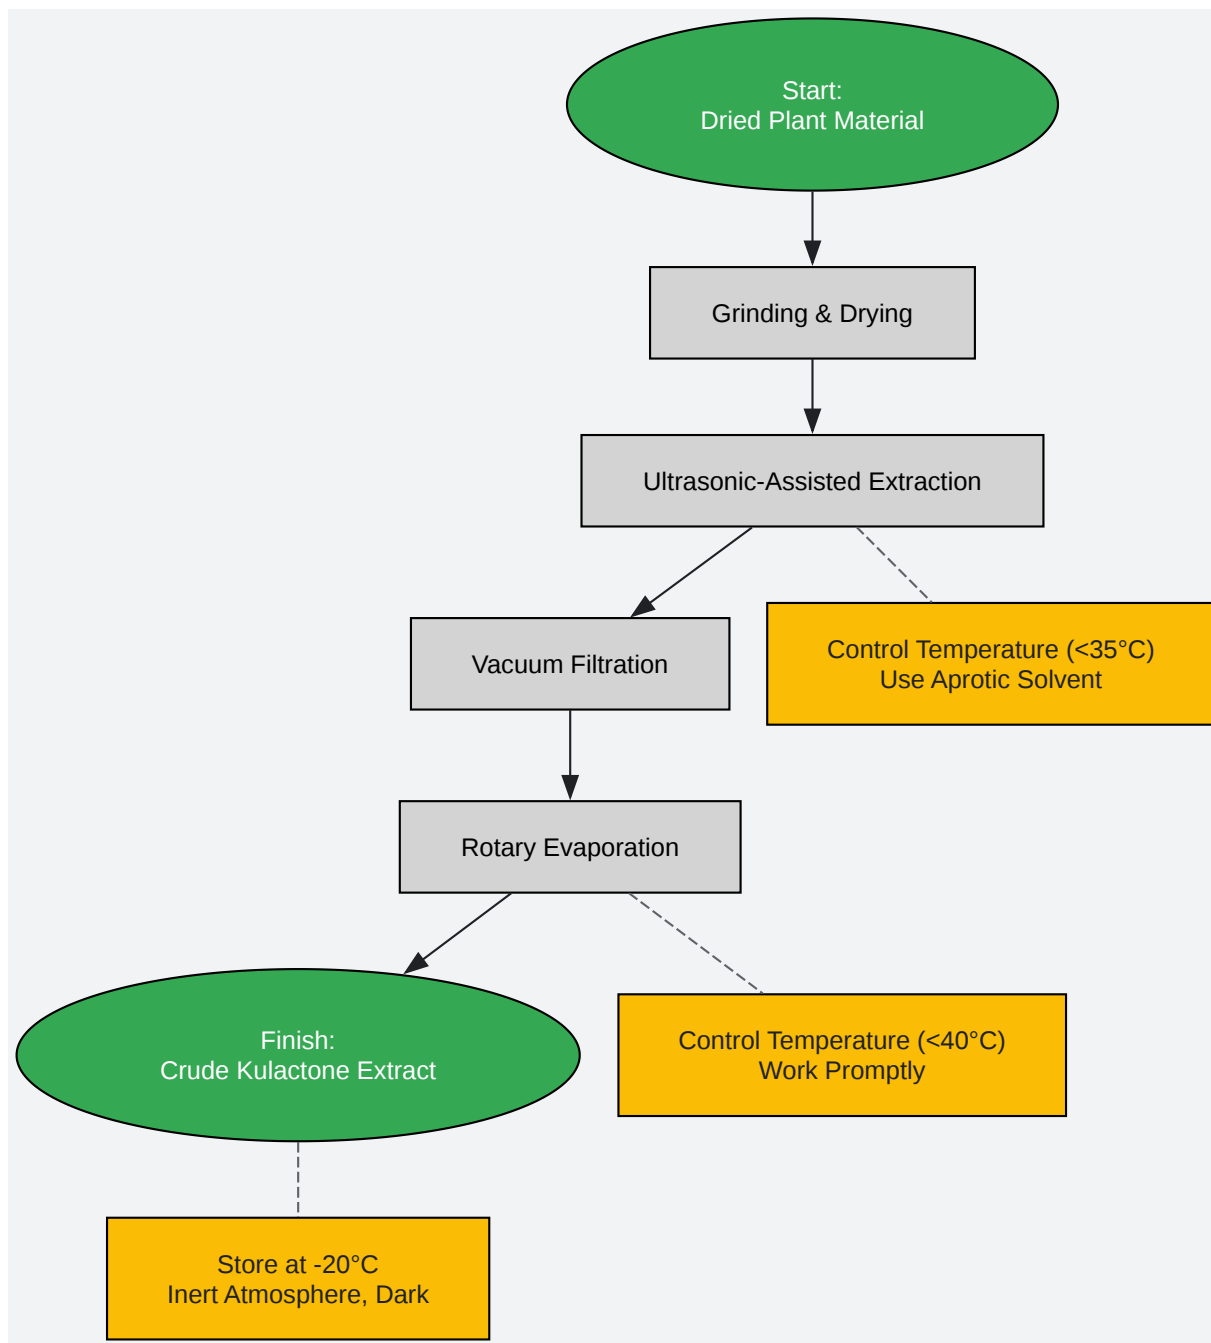 Start:
Dried Plant Material
Grinding & Drying
Ultrasonic-Assisted Extraction
Control Temperature (<35°C)
Use Aprotic Solvent
Vacuum Filtration
Rotary Evaporation
Control Temperature (<40°C)
Work Promptly
Finish:
Crude Kulactone Extract
Store at -20°C
Inert Atmosphere, Dark